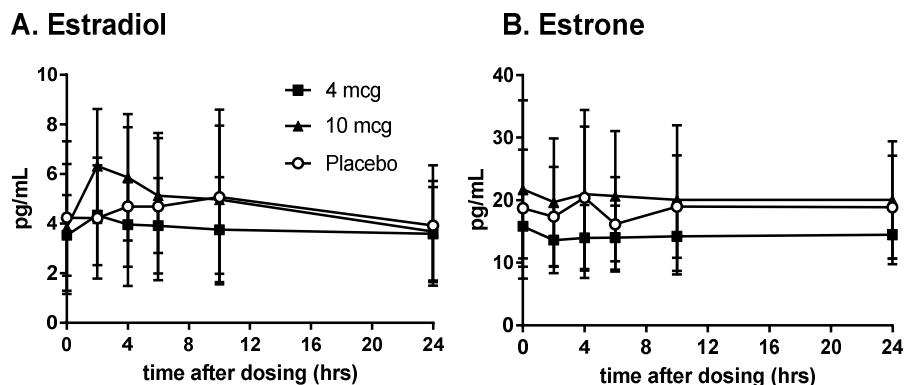 A. Estradiol
10
8
6
4
2
0
pg/mL
4 mcg
10 mcg
Placebo
0 4 8 12 16 20 24
time after dosing (hrs)
B. Estrone
40
30
20
10
0
pg/mL
0 4 8 12 16 20 24
time after dosing (hrs)